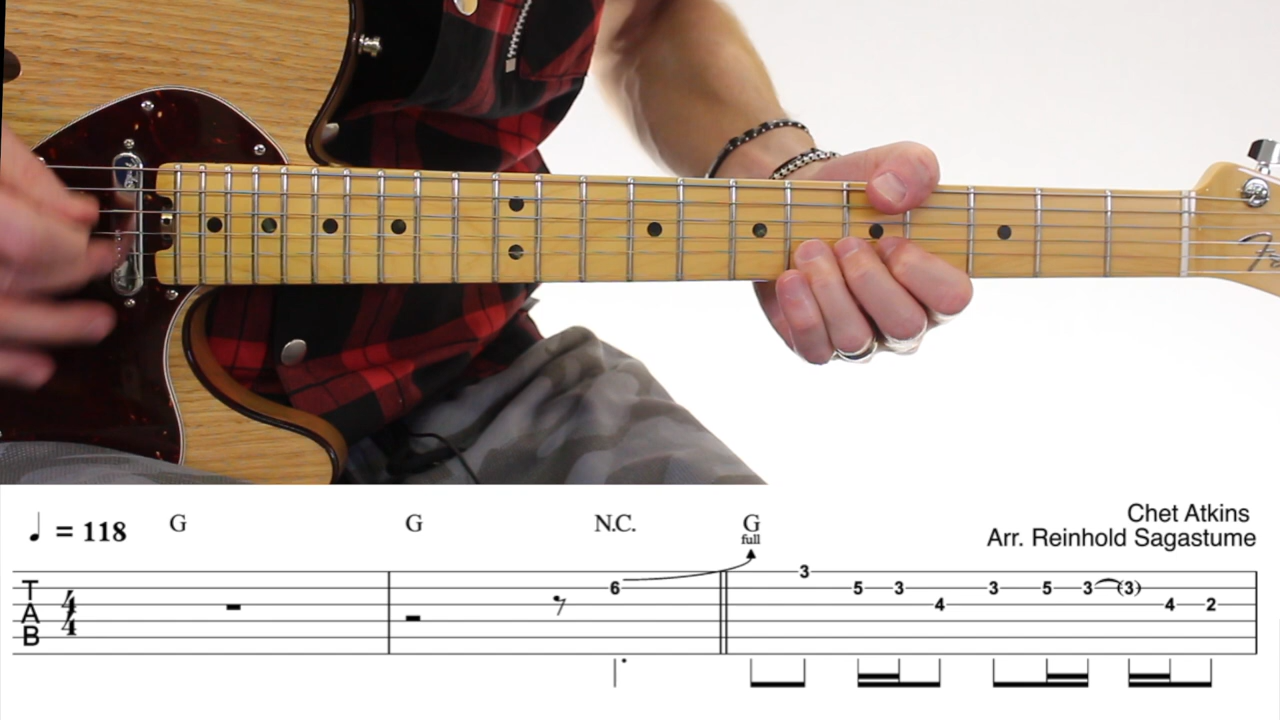 ♩ = 118 G G N.C. G
full
Chet Atkins
Arr. Reinhold Sagastume
T
A
B
4
4
6 3 5 3 4 3 5 3 (3) 4 2